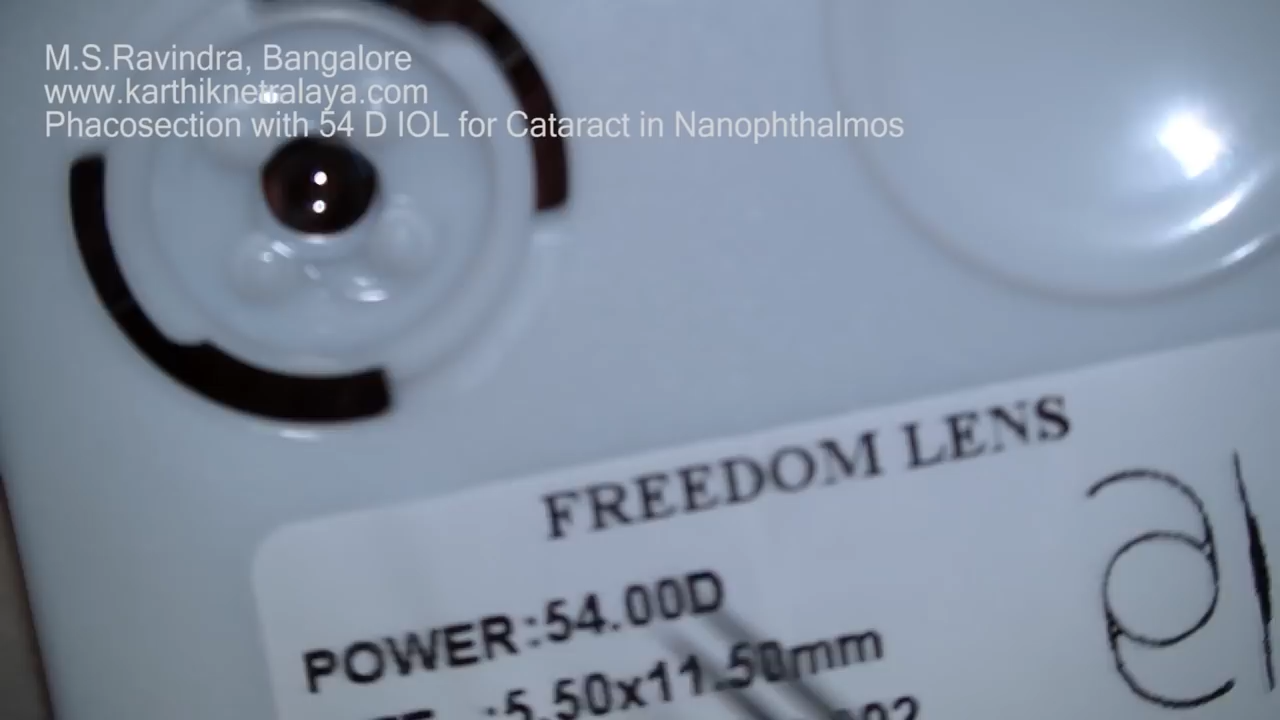 M.S.Ravindra, Bangalore
www.karthiknetralaya.com
Phacosection with 54 D IOL for Cataract in Nanophthalmos
FREEDOM LENS
POWER:54.00D
:5.50x11.50mm